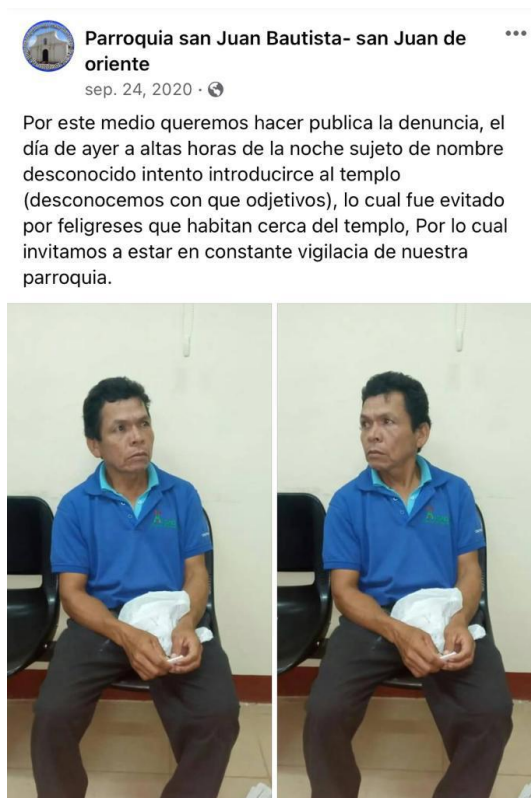 Parroquia san Juan Bautista- san Juan de
oriente
sep. 24, 2020 ·
Por este medio queremos hacer publica la denuncia, el
día de ayer a altas horas de la noche sujeto de nombre
desconocido intento introducirce al templo
(desconocemos con que odjetivos), lo cual fue evitado
por feligreses que habitan cerca del templo, Por lo cual
invitamos a estar en constante vigilacia de nuestra
parroquia.